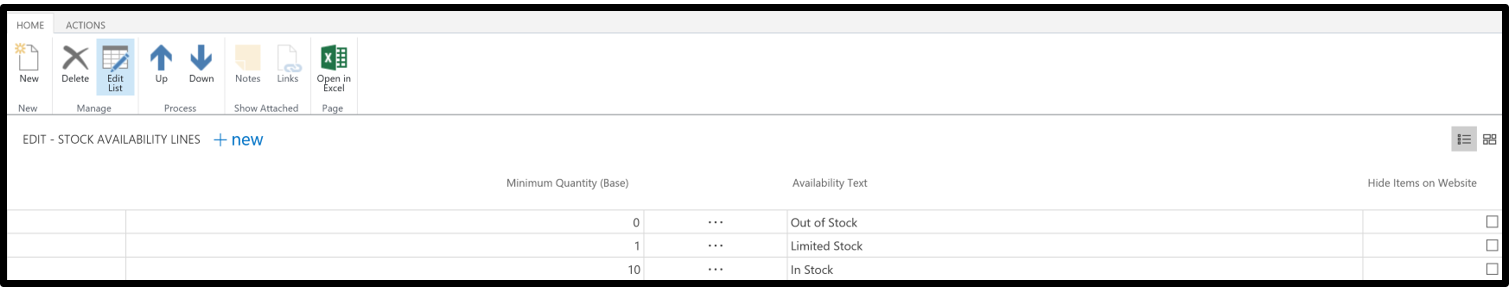 HOME ACTIONS
New Delete Edit List Up Down Notes Links Open in Excel
New Manage Process Show Attached Page
EDIT - STOCK AVAILABILITY LINES + new
Minimum Quantity (Base) Availability Text Hide Items on Website
0 ... Out of Stock
1 ... Limited Stock
10 ... In Stock